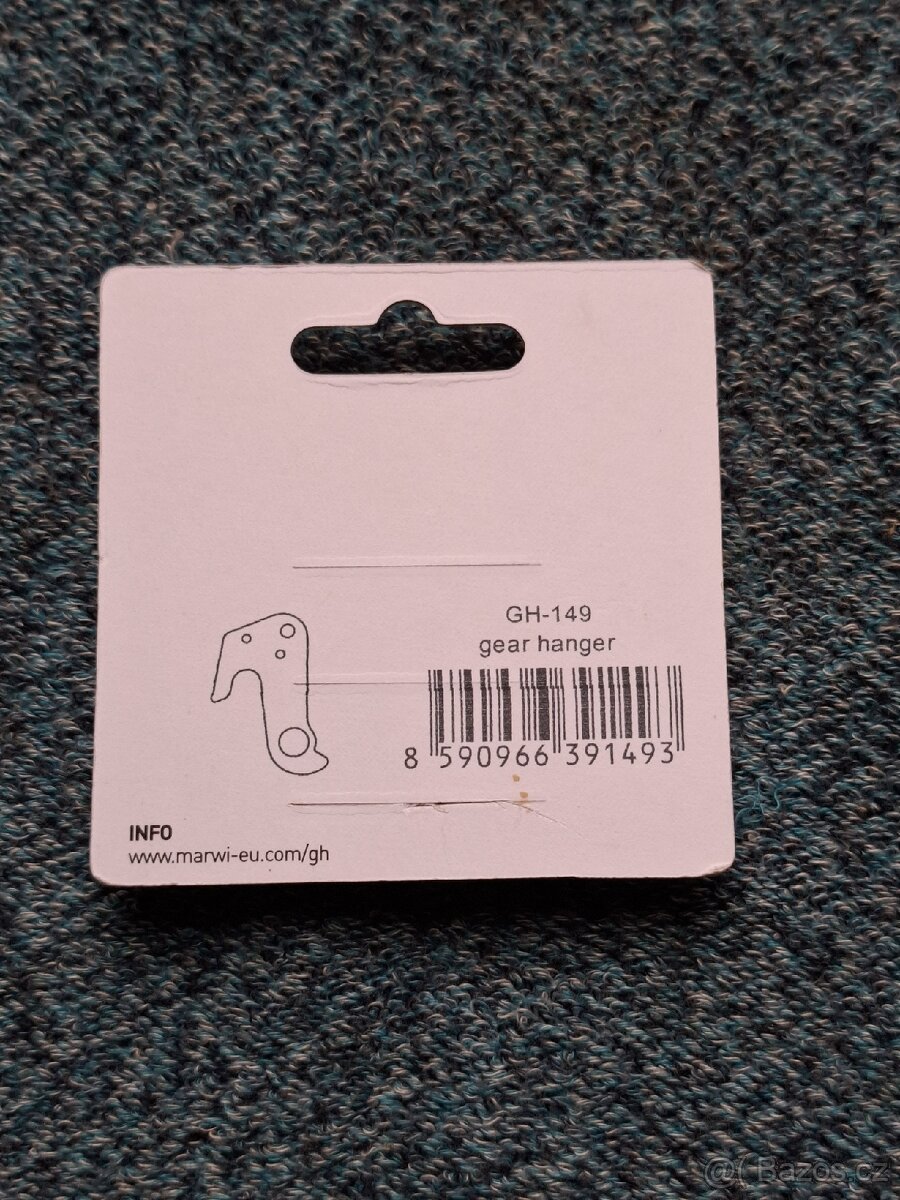 GH-149
gear hanger
8 590966 391493
INFO
www.marwi-eu.com/gh
@( Bazos.cz